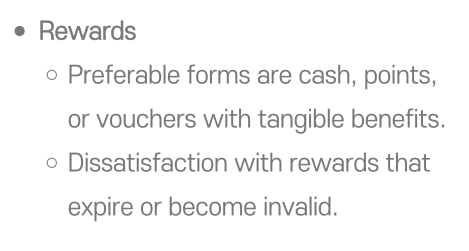 • Rewards
○ Preferable forms are cash, points,
or vouchers with tangible benefits.
○ Dissatisfaction with rewards that
expire or become invalid.